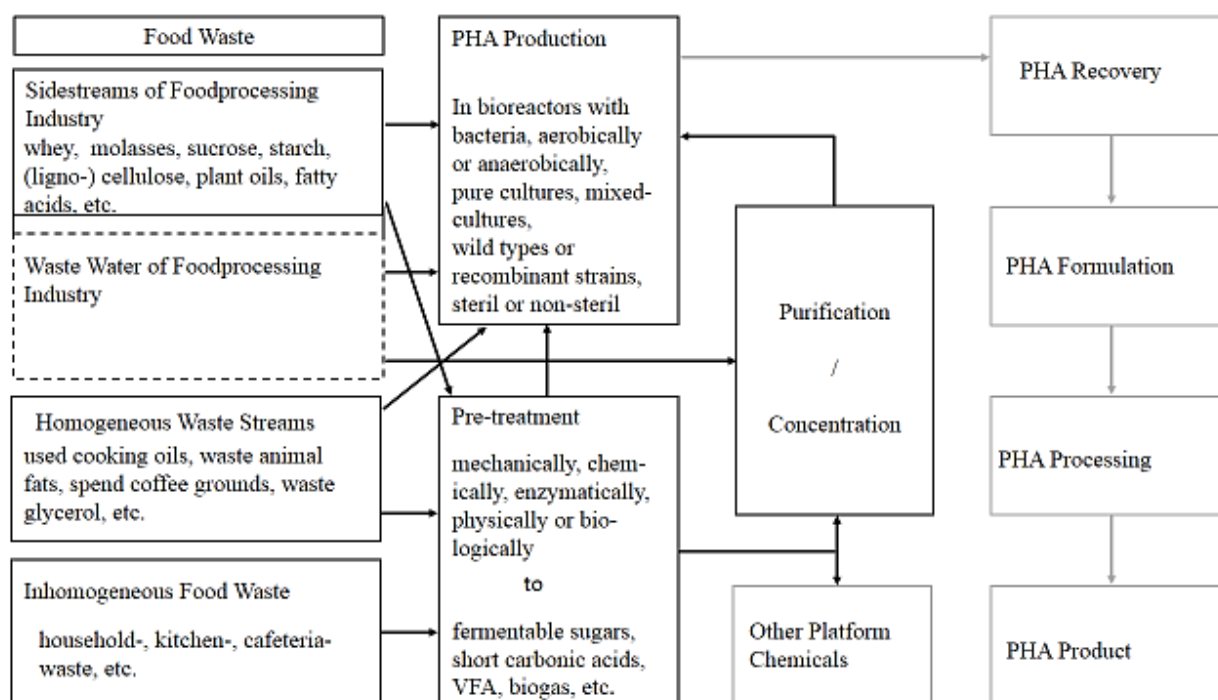 Food Waste
Sidestreams of Foodprocessing
Industry
whey, molasses, sucrose, starch,
(ligno-) cellulose, plant oils, fatty
acids, etc.
Waste Water of Foodprocessing
Industry
Homogeneous Waste Streams
used cooking oils, waste animal
fats, spend coffee grounds, waste
glycerol, etc.
Inhomogeneous Food Waste
household-, kitchen-, cafeteria-
waste, etc.
PHA Production
In bioreactors with
bacteria, aerobically
or anaerobically,
pure cultures, mixed-
cultures,
wild types or
recombinant strains,
steril or non-steril
Pre-treatment
mechanically, chem-
ically, enzymatically,
physically or bio-
logically
to
fermentable sugars,
short carbonic acids,
VFA, biogas, etc.
Purification
/
Concentration
Other Platform
Chemicals
PHA Recovery
PHA Formulation
PHA Processing
PHA Product